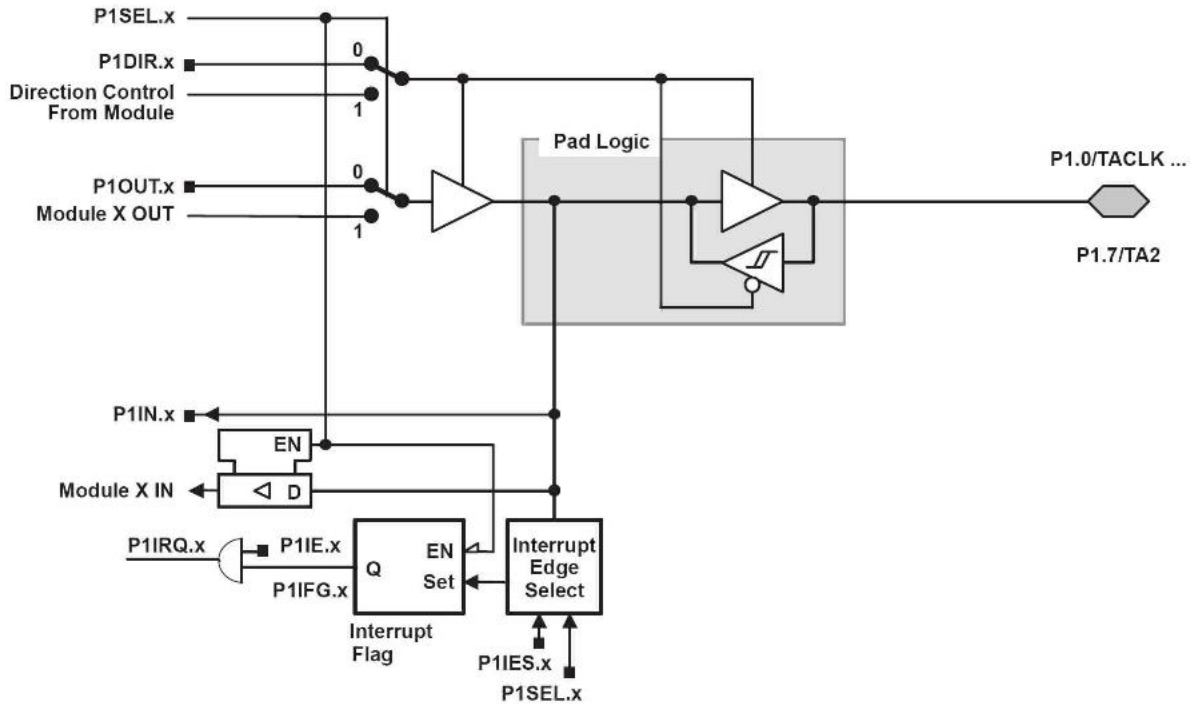 P1SEL.x
P1DIR.x
0
Direction Control
From Module
1
Pad Logic
P1OUT.x
0
Module X OUT
1
P1.0/TACLK ...
P1.7/TA2
P1IN.x
EN
Module X IN
D
P1IRQ.x
P1IE.x
P1IFG.x
Q
EN
Set
Interrupt
Flag
Interrupt
Edge
Select
P1IES.x
P1SEL.x